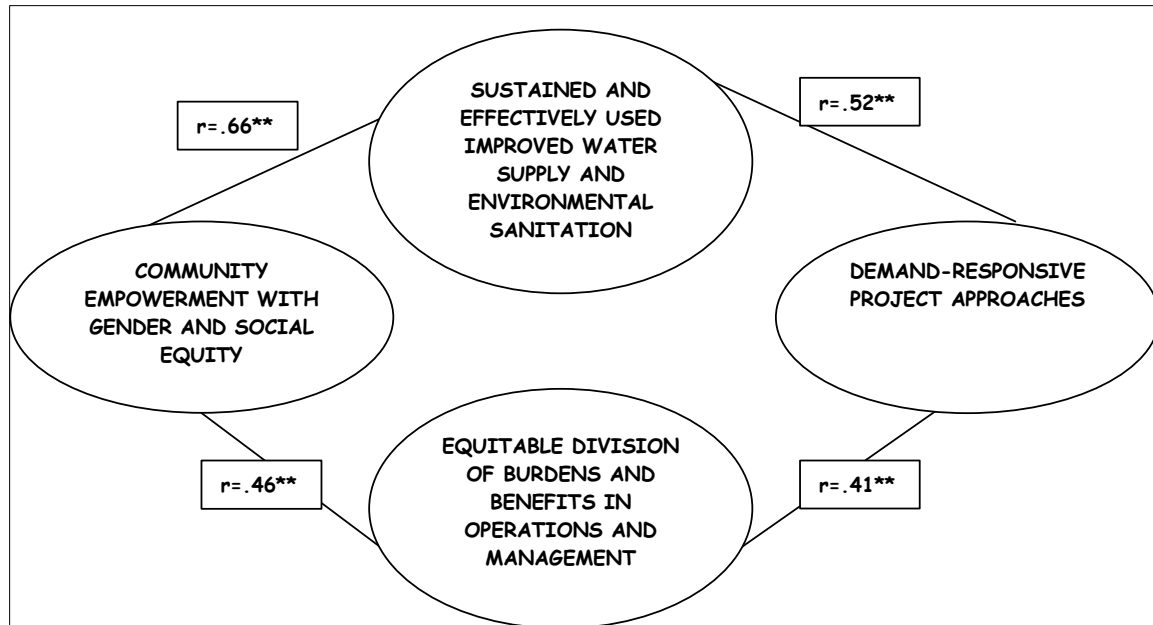 SUSTAINED AND
EFFECTIVELY USED
IMPROVED WATER
SUPPLY AND
ENVIRONMENTAL
SANITATION
r=.66**
r=.52**
COMMUNITY
EMPOWERMENT WITH
GENDER AND SOCIAL
EQUITY
DEMAND-RESPONSIVE
PROJECT APPROACHES
EQUITABLE DIVISION
OF BURDENS AND
BENEFITS IN
OPERATIONS AND
MANAGEMENT
r=.46**
r=.41**